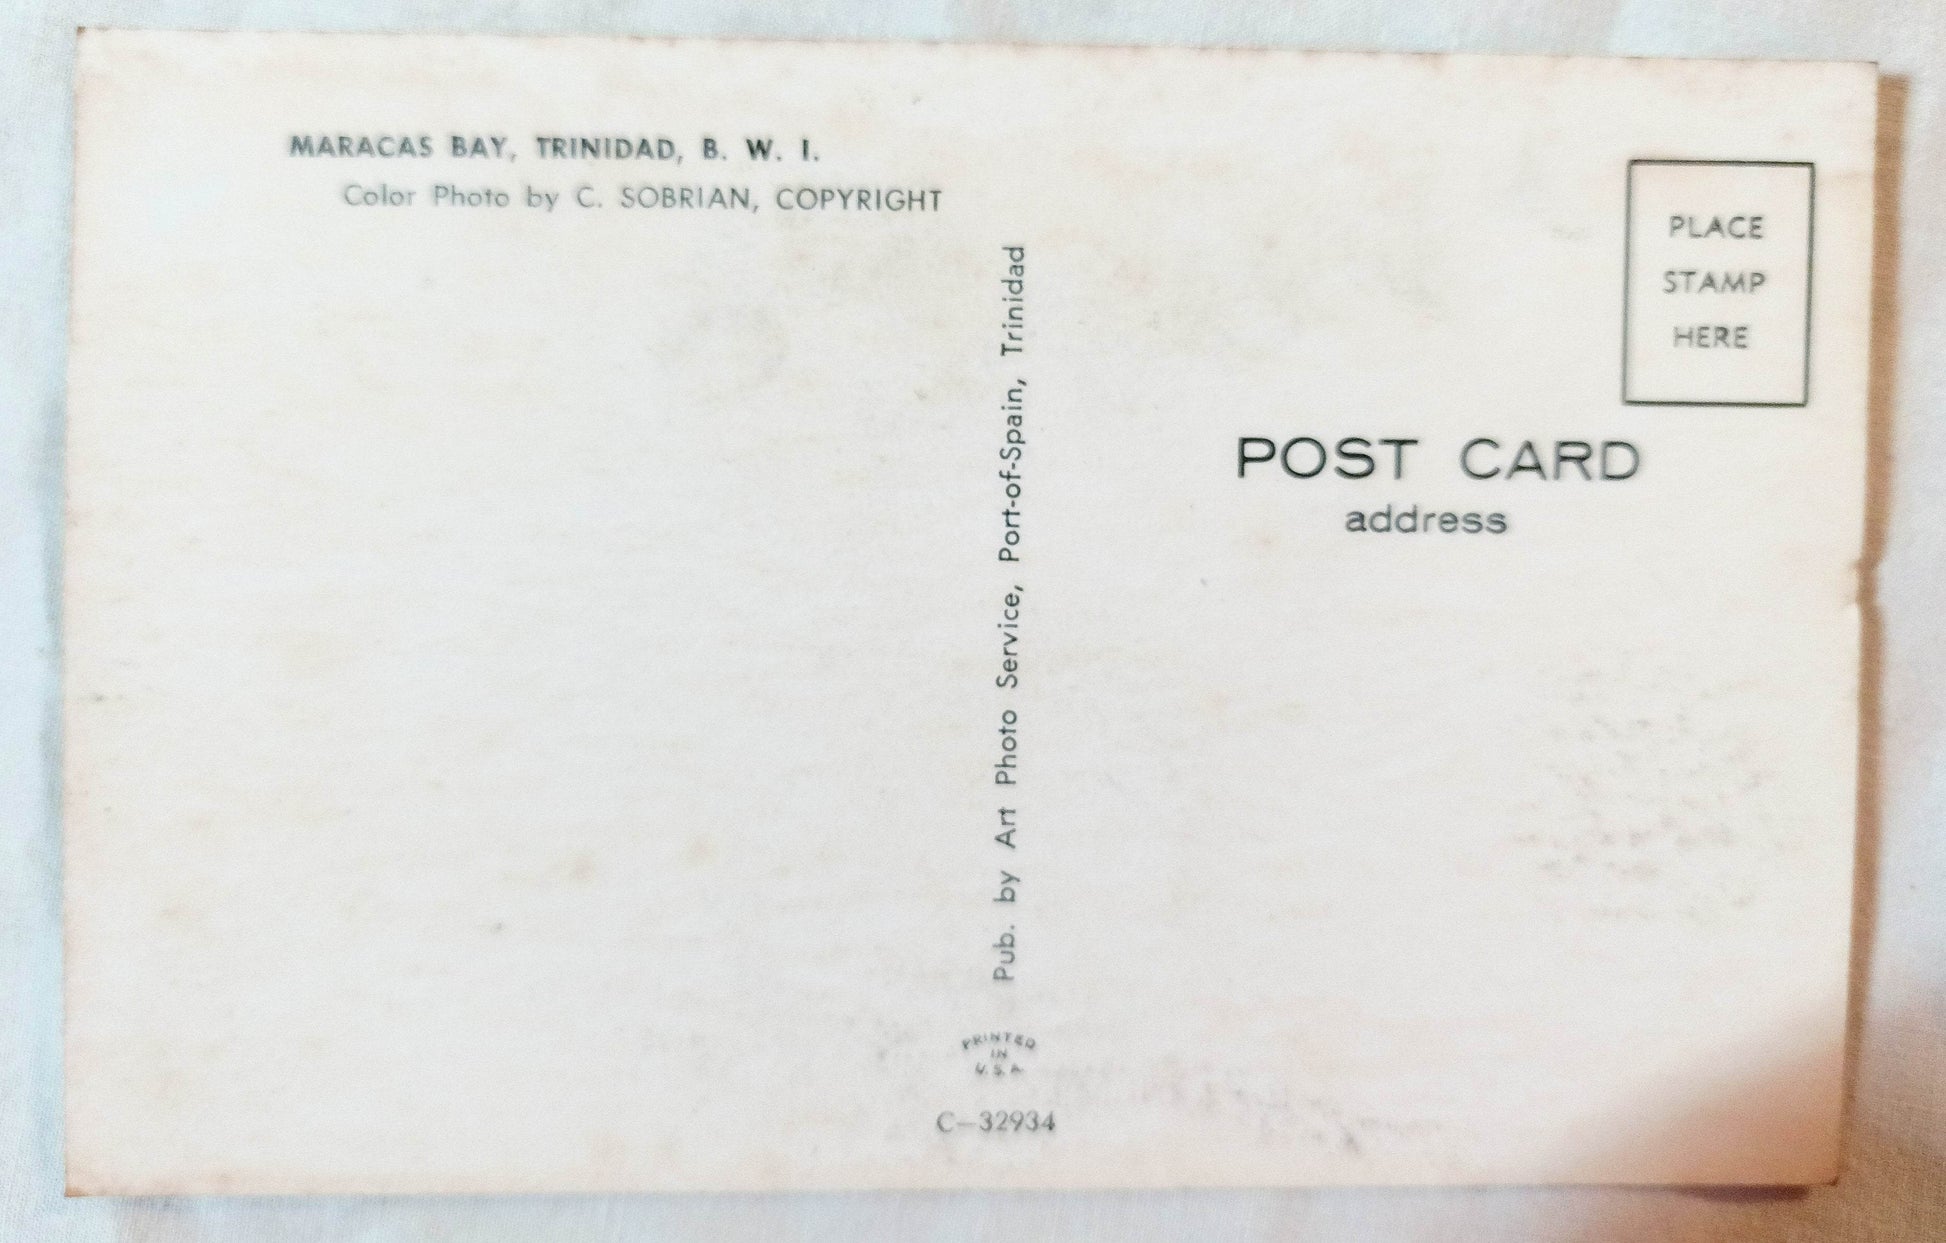 MARACAS BAY, TRINIDAD, B. W. I.
Color Photo by C. SOBRIAN, COPYRIGHT
Pub. by Art Photo Service, Port-of-Spain, Trinidad
PRINTED
IN
U.S.A
C-32934
PLACE
STAMP
HERE
POST CARD
address